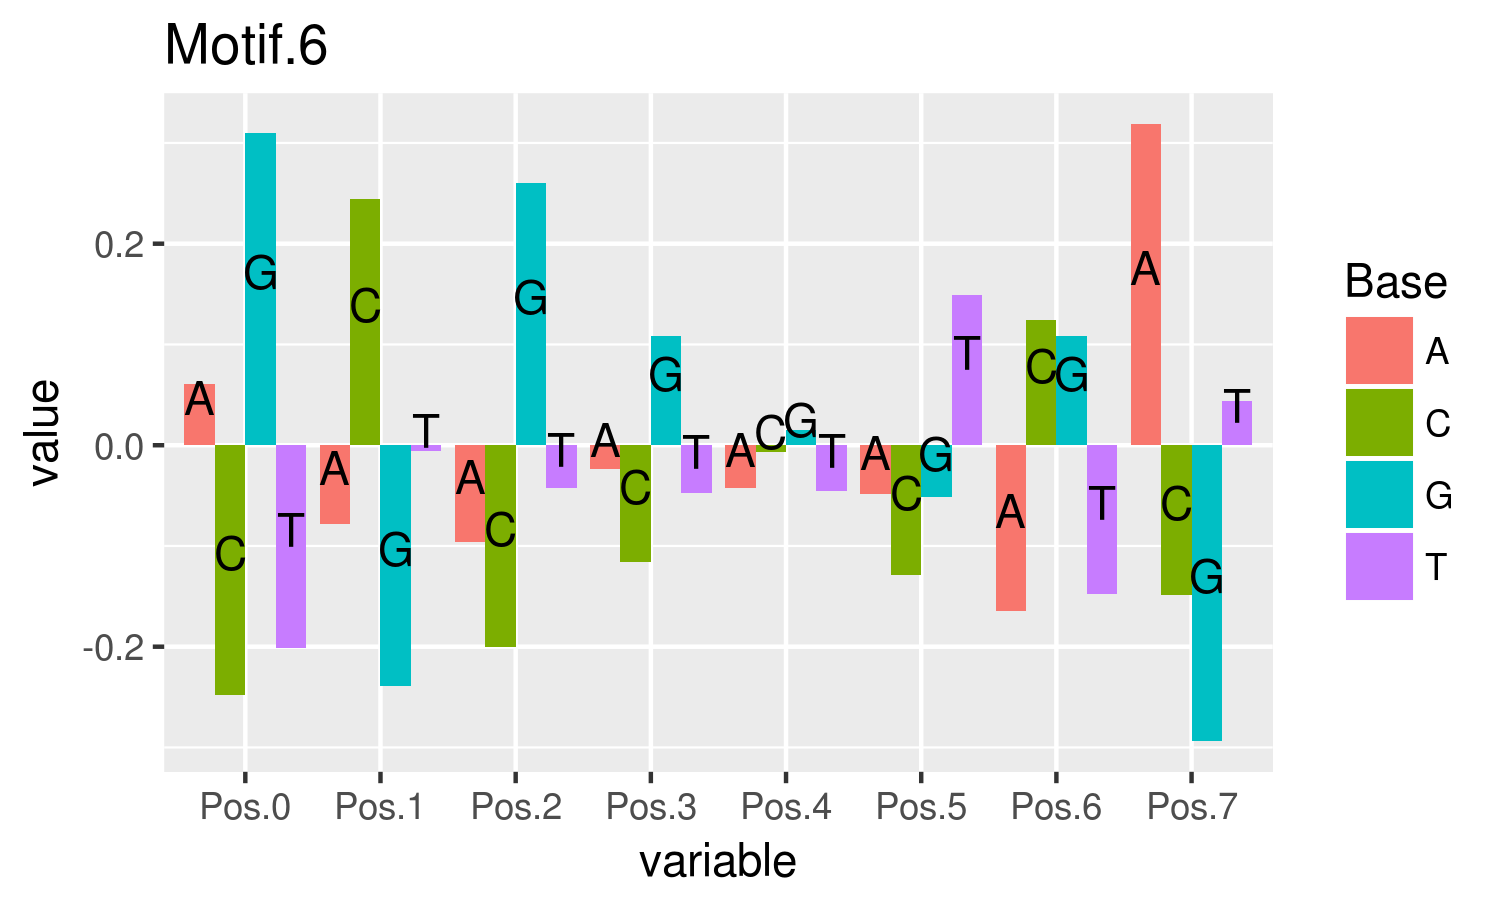 Motif.6
0.2
0.0
-0.2
value
A C G T
A C G T
A C G T
A C G T
A C G T
A C G T
A C G T
A C G T
Pos.0 Pos.1 Pos.2 Pos.3 Pos.4 Pos.5 Pos.6 Pos.7
variable
Base
A
C
G
T